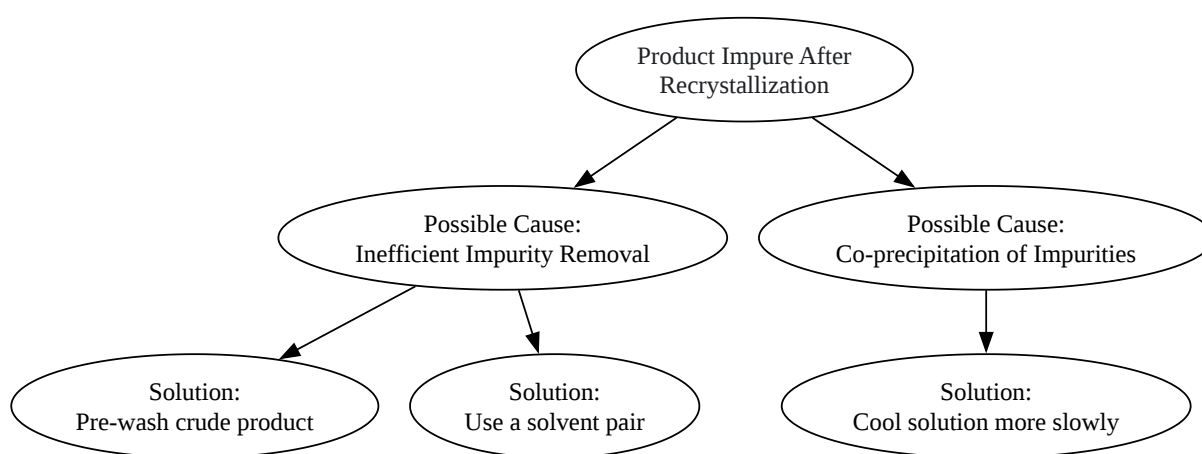 Product Impure After
Recrystallization
Possible Cause:
Inefficient Impurity Removal
Possible Cause:
Co-precipitation of Impurities
Solution:
Pre-wash crude product
Solution:
Use a solvent pair
Solution:
Cool solution more slowly